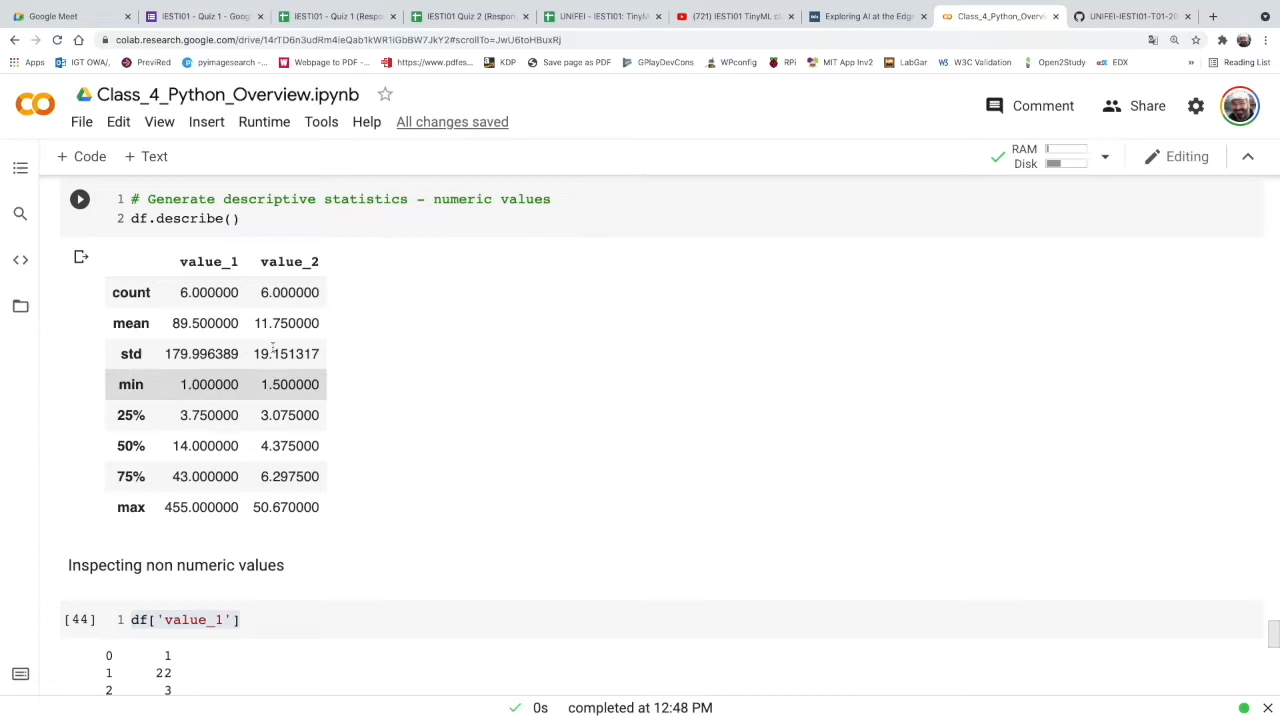 IESTI01 - Quiz 1 - Goog
IESTI01 - Quiz 1 (Respon
IESTI01 Quiz 2 (Respon
UNIFEI - IESTI01: TinyM
(721) IESTI01 TinyML cl
Exploring AI at the Edge
Class_4_Python_Overvi
UNIFEI-IESTI01-T01-20
Google Meet
colab.research.google.com/drive/14rTD6n3udRm4IeQab1kWR1iGbBW7JkY2#scrollTo=JwU6toHBuxRj
Apps
IGT OWA/,
PreviRed
pyimagesearch -...
Webpage to PDF -...
https://www.pdfes...
KDP
Save page as PDF
GPlayDevCons
WPconfig
RPi
MIT App Inv2
LabGar
W3C Validation
Open2Study
EDX
»
Reading List
CO Class_4_Python_Overview.ipynb
Comment
Share
File Edit View Insert Runtime Tools Help All changes saved
+ Code + Text
RAM
Disk
Editing
1 # Generate descriptive statistics - numeric values
2 df.describe()
value_1 value_2
count 6.000000 6.000000
mean 89.500000 11.750000
std 179.996389 19.151317
min 1.000000 1.500000
25% 3.750000 3.075000
50% 14.000000 4.375000
75% 43.000000 6.297500
max 455.000000 50.670000
Inspecting non numeric values
[44] 1 df['value_1']
0 1
1 22
2 3
0s completed at 12:48 PM